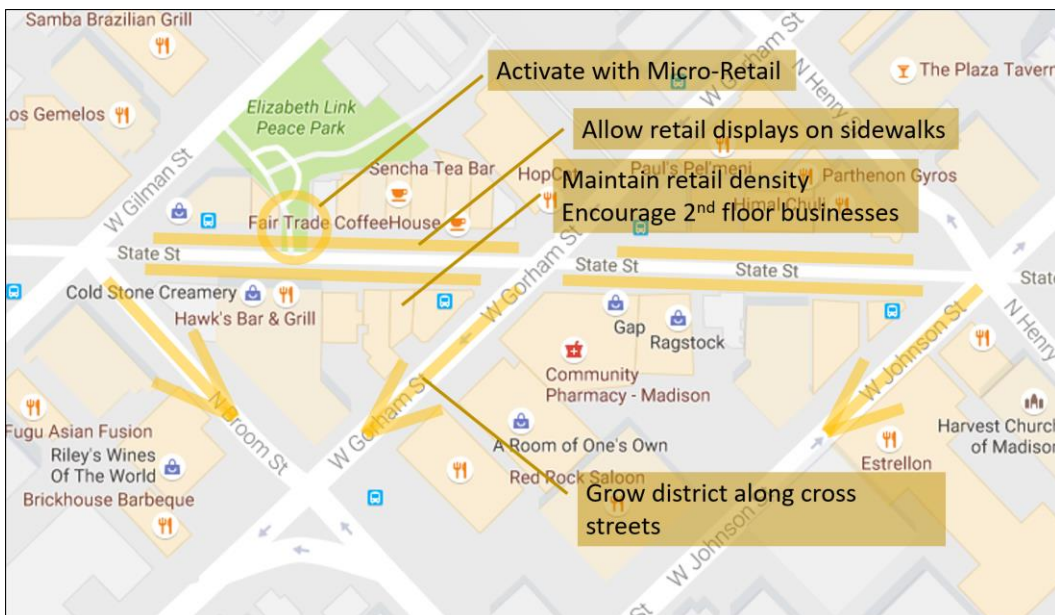 Samba Brazilian Grill
Los Gemelos
Elizabeth Link
Peace Park
W Gilman St
Activate with Micro-Retail
W Gorham St
N Henry
The Plaza Tavern
Allow retail displays on sidewalks
Sencha Tea Bar
HopCat
Paul's Pel'meni
Parthenon Gyros
Maintain retail density
Encourage 2nd floor businesses
Himal Chuli
Fair Trade CoffeeHouse
State St
State St
State St
State
Cold Stone Creamery
Hawk's Bar & Grill
W Gorham St
Gap
Ragstock
W Johnson St
N Henry
Community
Pharmacy - Madison
N Broom St
W Gorham St
Fugu Asian Fusion
Riley's Wines
Of The World
Brickhouse Barbeque
A Room of One's Own
Red Rock Saloon
Estrellon
Harvest Church
of Madison
Grow district along cross
streets
W Johnson St